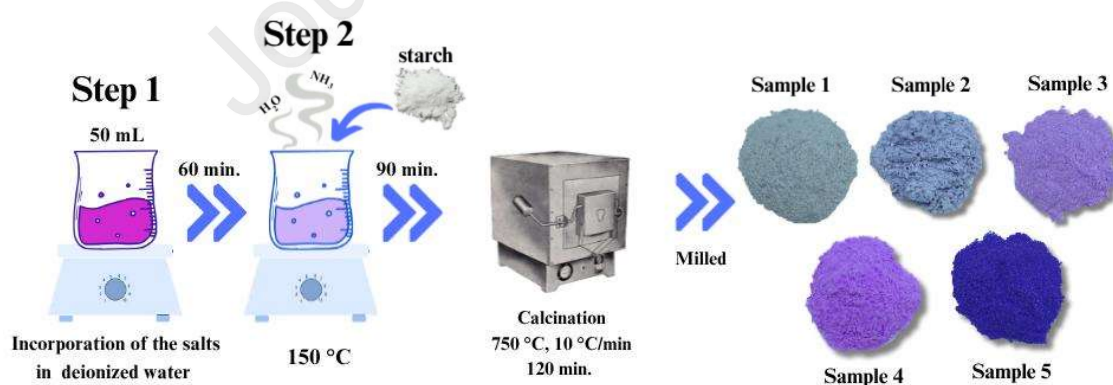 Step 1
50 mL
Incorporation of the salts
in deionized water
60 min.
Step 2
H₂O
NH₃
starch
150 °C
90 min.
Calcination
750 °C, 10 °C/min
120 min.
Milled
Sample 1
Sample 2
Sample 3
Sample 4
Sample 5